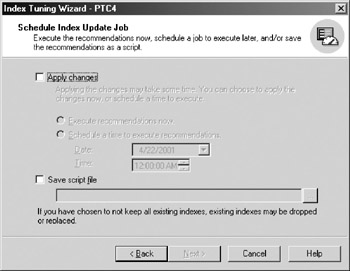 Index Tuning Wizard - PTC4
Schedule Index Update Job
Execute the recommendations now, schedule a job to execute later, and/or save
the recommendations as a script.
Apply changes
Applying the changes may take some time. You can choose to apply the
changes now, or schedule a time to execute.
Execute recommendations now.
Schedule a time to execute recommendations.
Date: 4/22/2001
Time: 12:00:00 AM
Save script file
If you have chosen to not keep all existing indexes, existing indexes may be dropped
or replaced.
< Back Next > Cancel Help